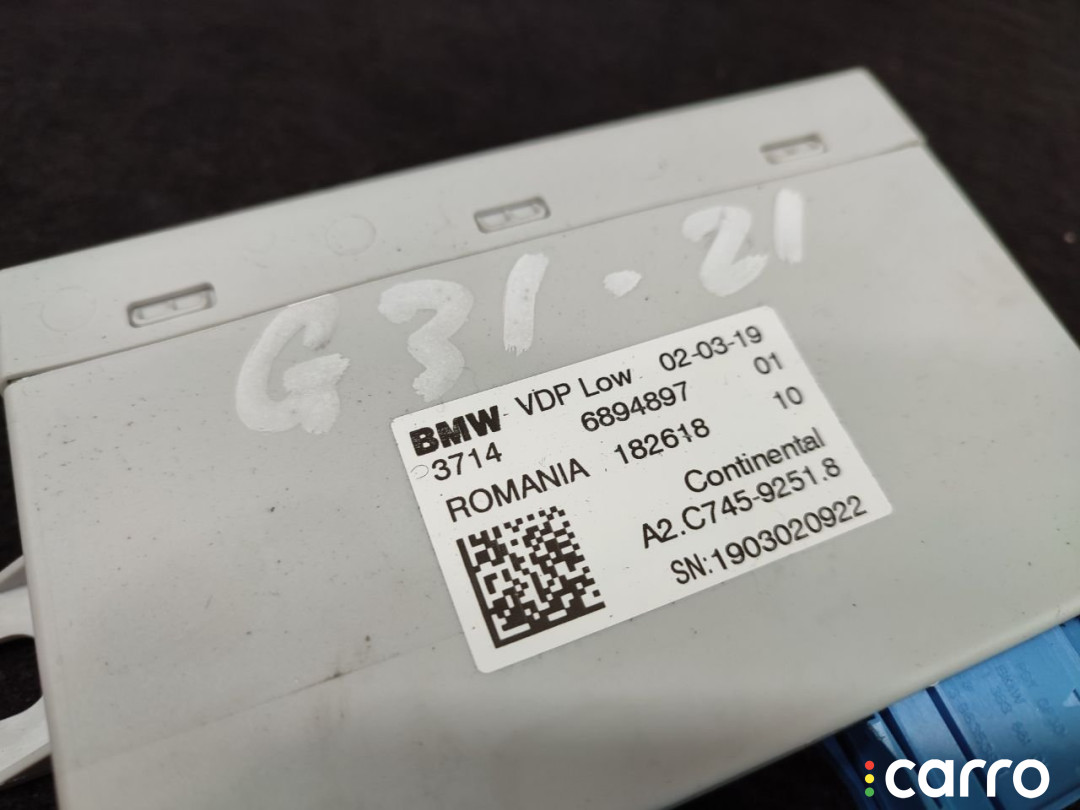 G31·21
BMW VDP Low 02-03-19
3714 6894897 01
ROMANIA 182618 10
Continental
A2.C745-9251.8
SN:1903020922
carro